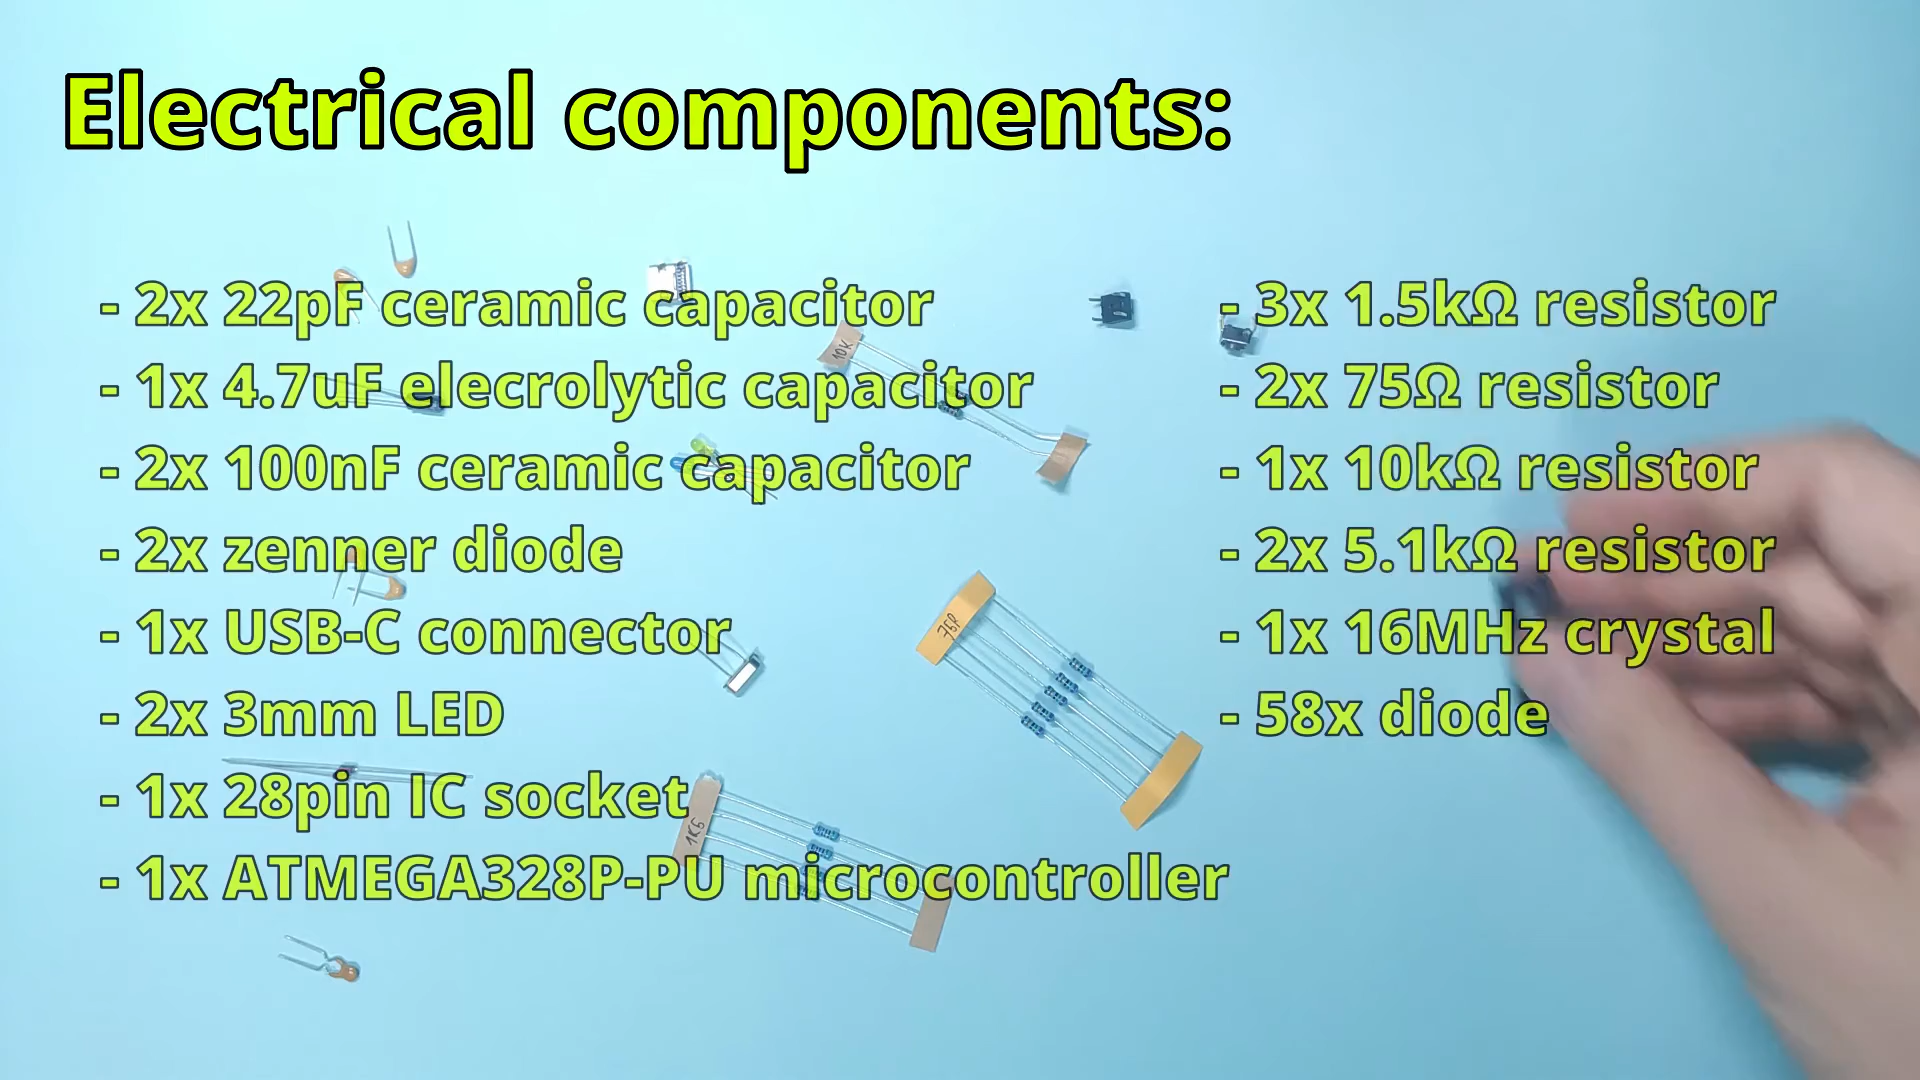 Electrical components:
- 2x 22pF ceramic capacitor
- 1x 4.7uF elecrolytic capacitor
- 2x 100nF ceramic capacitor
- 2x zenner diode
- 1x USB-C connector
- 2x 3mm LED
- 1x 28pin IC socket
- 1x ATMEGA328P-PU microcontroller
- 3x 1.5kΩ resistor
- 2x 75Ω resistor
- 1x 10kΩ resistor
- 2x 5.1kΩ resistor
- 1x 16MHz crystal
- 58x diode
10K
75R